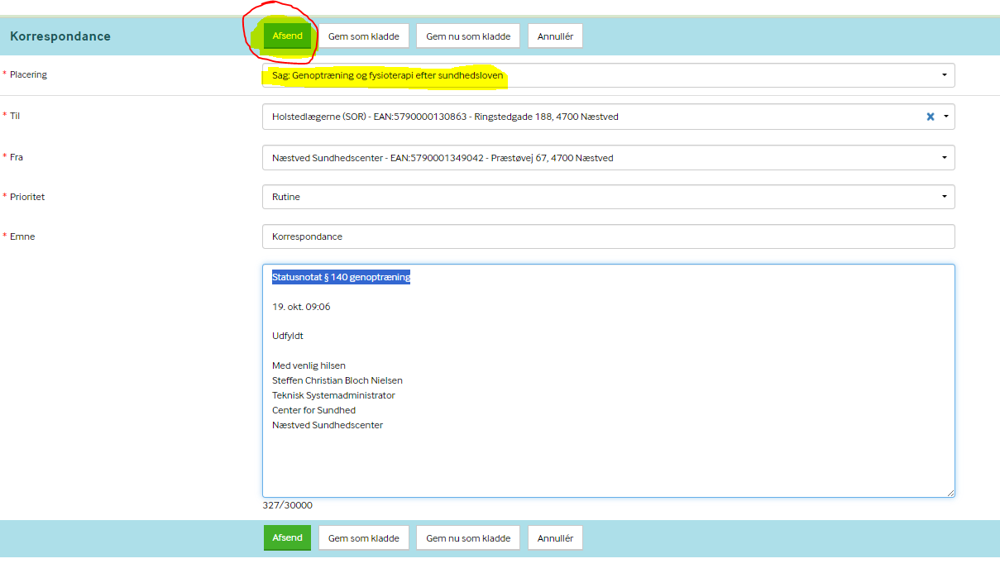 Korrespondance
Afsend
Gem som kladde
Gem nu som kladde
Annullér
* Placering
Sag: Genoptræning og fysioterapi efter sundhedsloven
* Til
Holstedlægerne (SOR) - EAN:5790000130863 - Ringstedgade 188, 4700 Næstved
* Fra
Næstved Sundhedscenter - EAN:5790001349042 - Præstøvej 67, 4700 Næstved
* Prioritet
Rutine
* Emne
Korrespondance
Statusnotat § 140 genoptræning
19. okt. 09:06
Udfyldt
Med venlig hilsen
Steffen Christian Bloch Nielsen
Teknisk Systemadministrator
Center for Sundhed
Næstved Sundhedscenter
327/30000
Afsend
Gem som kladde
Gem nu som kladde
Annullér